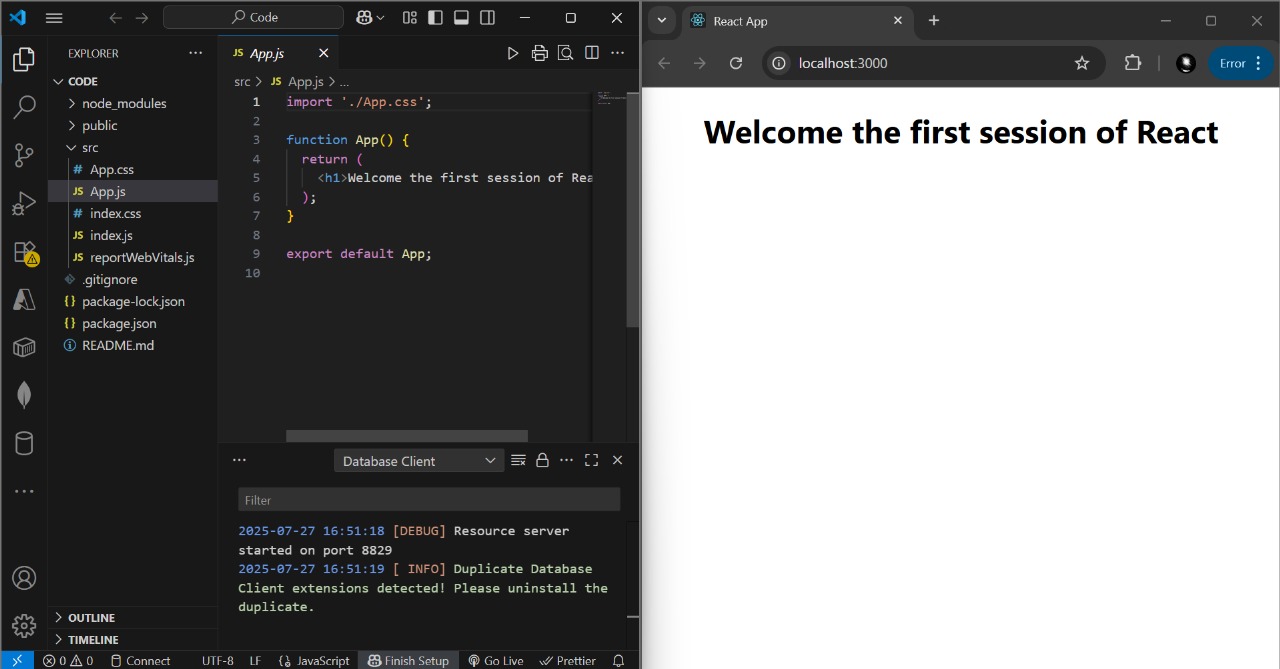 Code
React App
EXPLORER
CODE
node_modules
public
src
# App.css
JS App.js
# index.css
JS index.js
JS reportWebVitals.js
.gitignore
{} package-lock.json
{} package.json
README.md
OUTLINE
TIMELINE
JS App.js
src > JS App.js > ...
1 import './App.css';
2
3 function App() {
4 return (
5 <h1>Welcome the first session of Rea
6 );
7 }
8
9 export default App;
10
Database Client
Filter
2025-07-27 16:51:18 [DEBUG] Resource server
started on port 8829
2025-07-27 16:51:19 [ INFO] Duplicate Database
Client extensions detected! Please uninstall the
duplicate.
0 0 Connect UTF-8 LF {} JavaScript Finish Setup Go Live Prettier
localhost:3000
Error
Welcome the first session of React